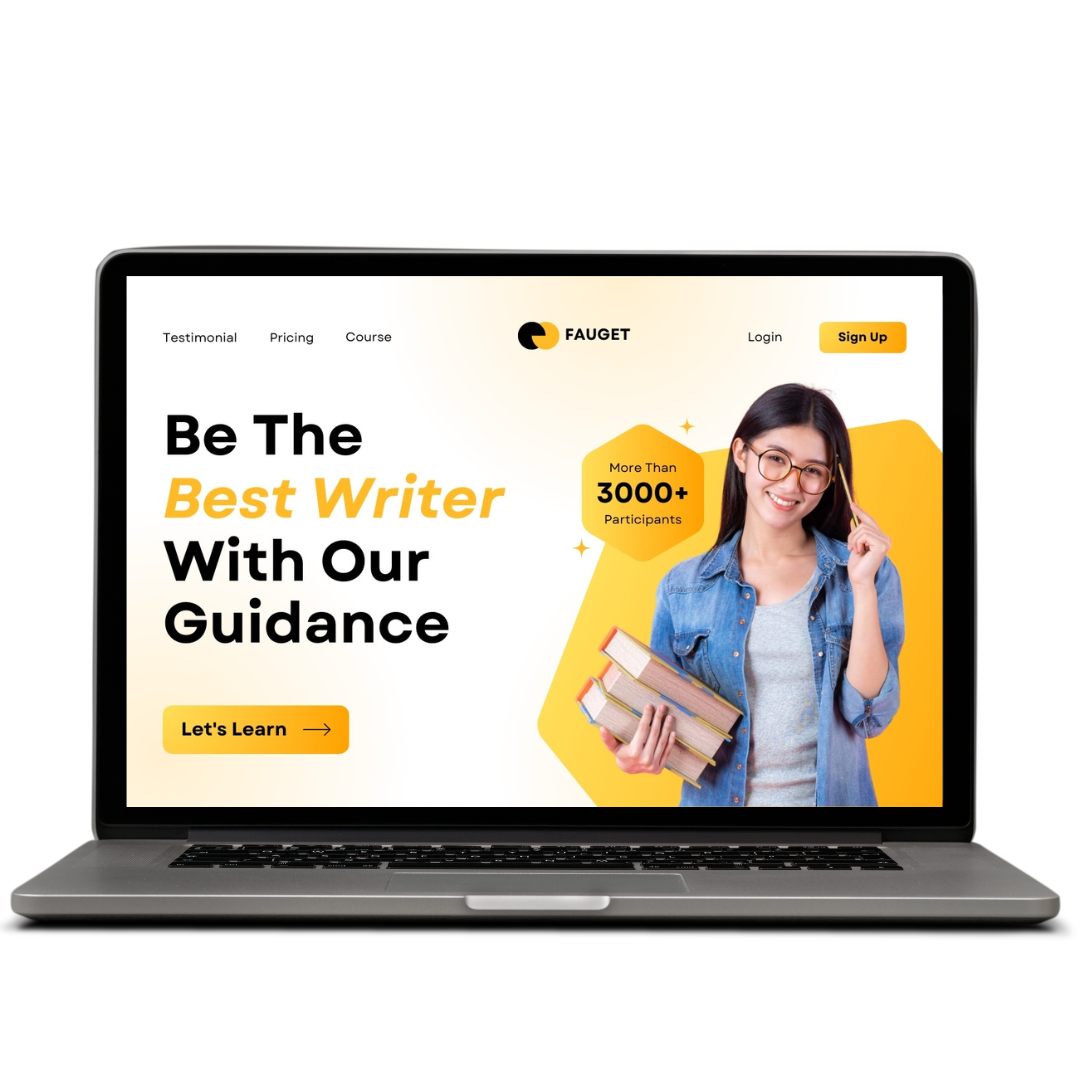 Testimonial Pricing Course FAUGET Login Sign Up
Be The
Best Writer
With Our
Guidance
More Than
3000+
Participants
Let's Learn